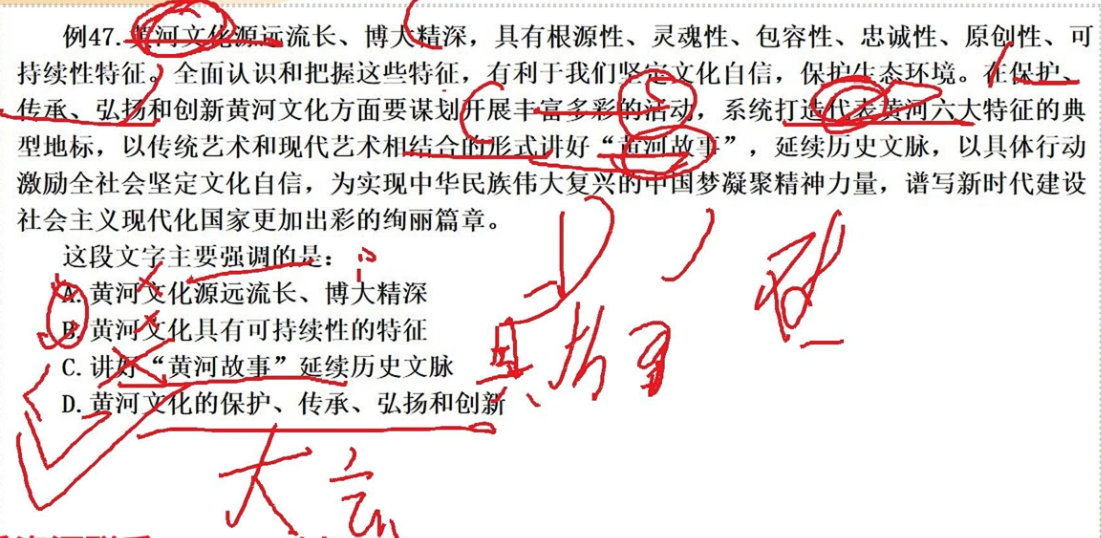 例47.黄河文化源远流长、博大精深，具有根源性、灵魂性、包容性、忠诚性、原创性、可
持续性特征。全面认识和把握这些特征，有利于我们坚定文化自信，保护生态环境。在保护、
传承、弘扬和创新黄河文化方面要谋划开展丰富多彩的活动，系统打造代表黄河六大特征的典
型地标，以传统艺术和现代艺术相结合的形式讲好“黄河故事”，延续历史文脉，以具体行动
激励全社会坚定文化自信，为实现中华民族伟大复兴的中国梦凝聚精神力量，谱写新时代建设
社会主义现代化国家更加出彩的绚丽篇章。
这段文字主要强调的是：
A. 黄河文化源远流长、博大精深
B. 黄河文化具有可持续性的特征
C. 讲好“黄河故事”延续历史文脉
D. 黄河文化的保护、传承、弘扬和创新